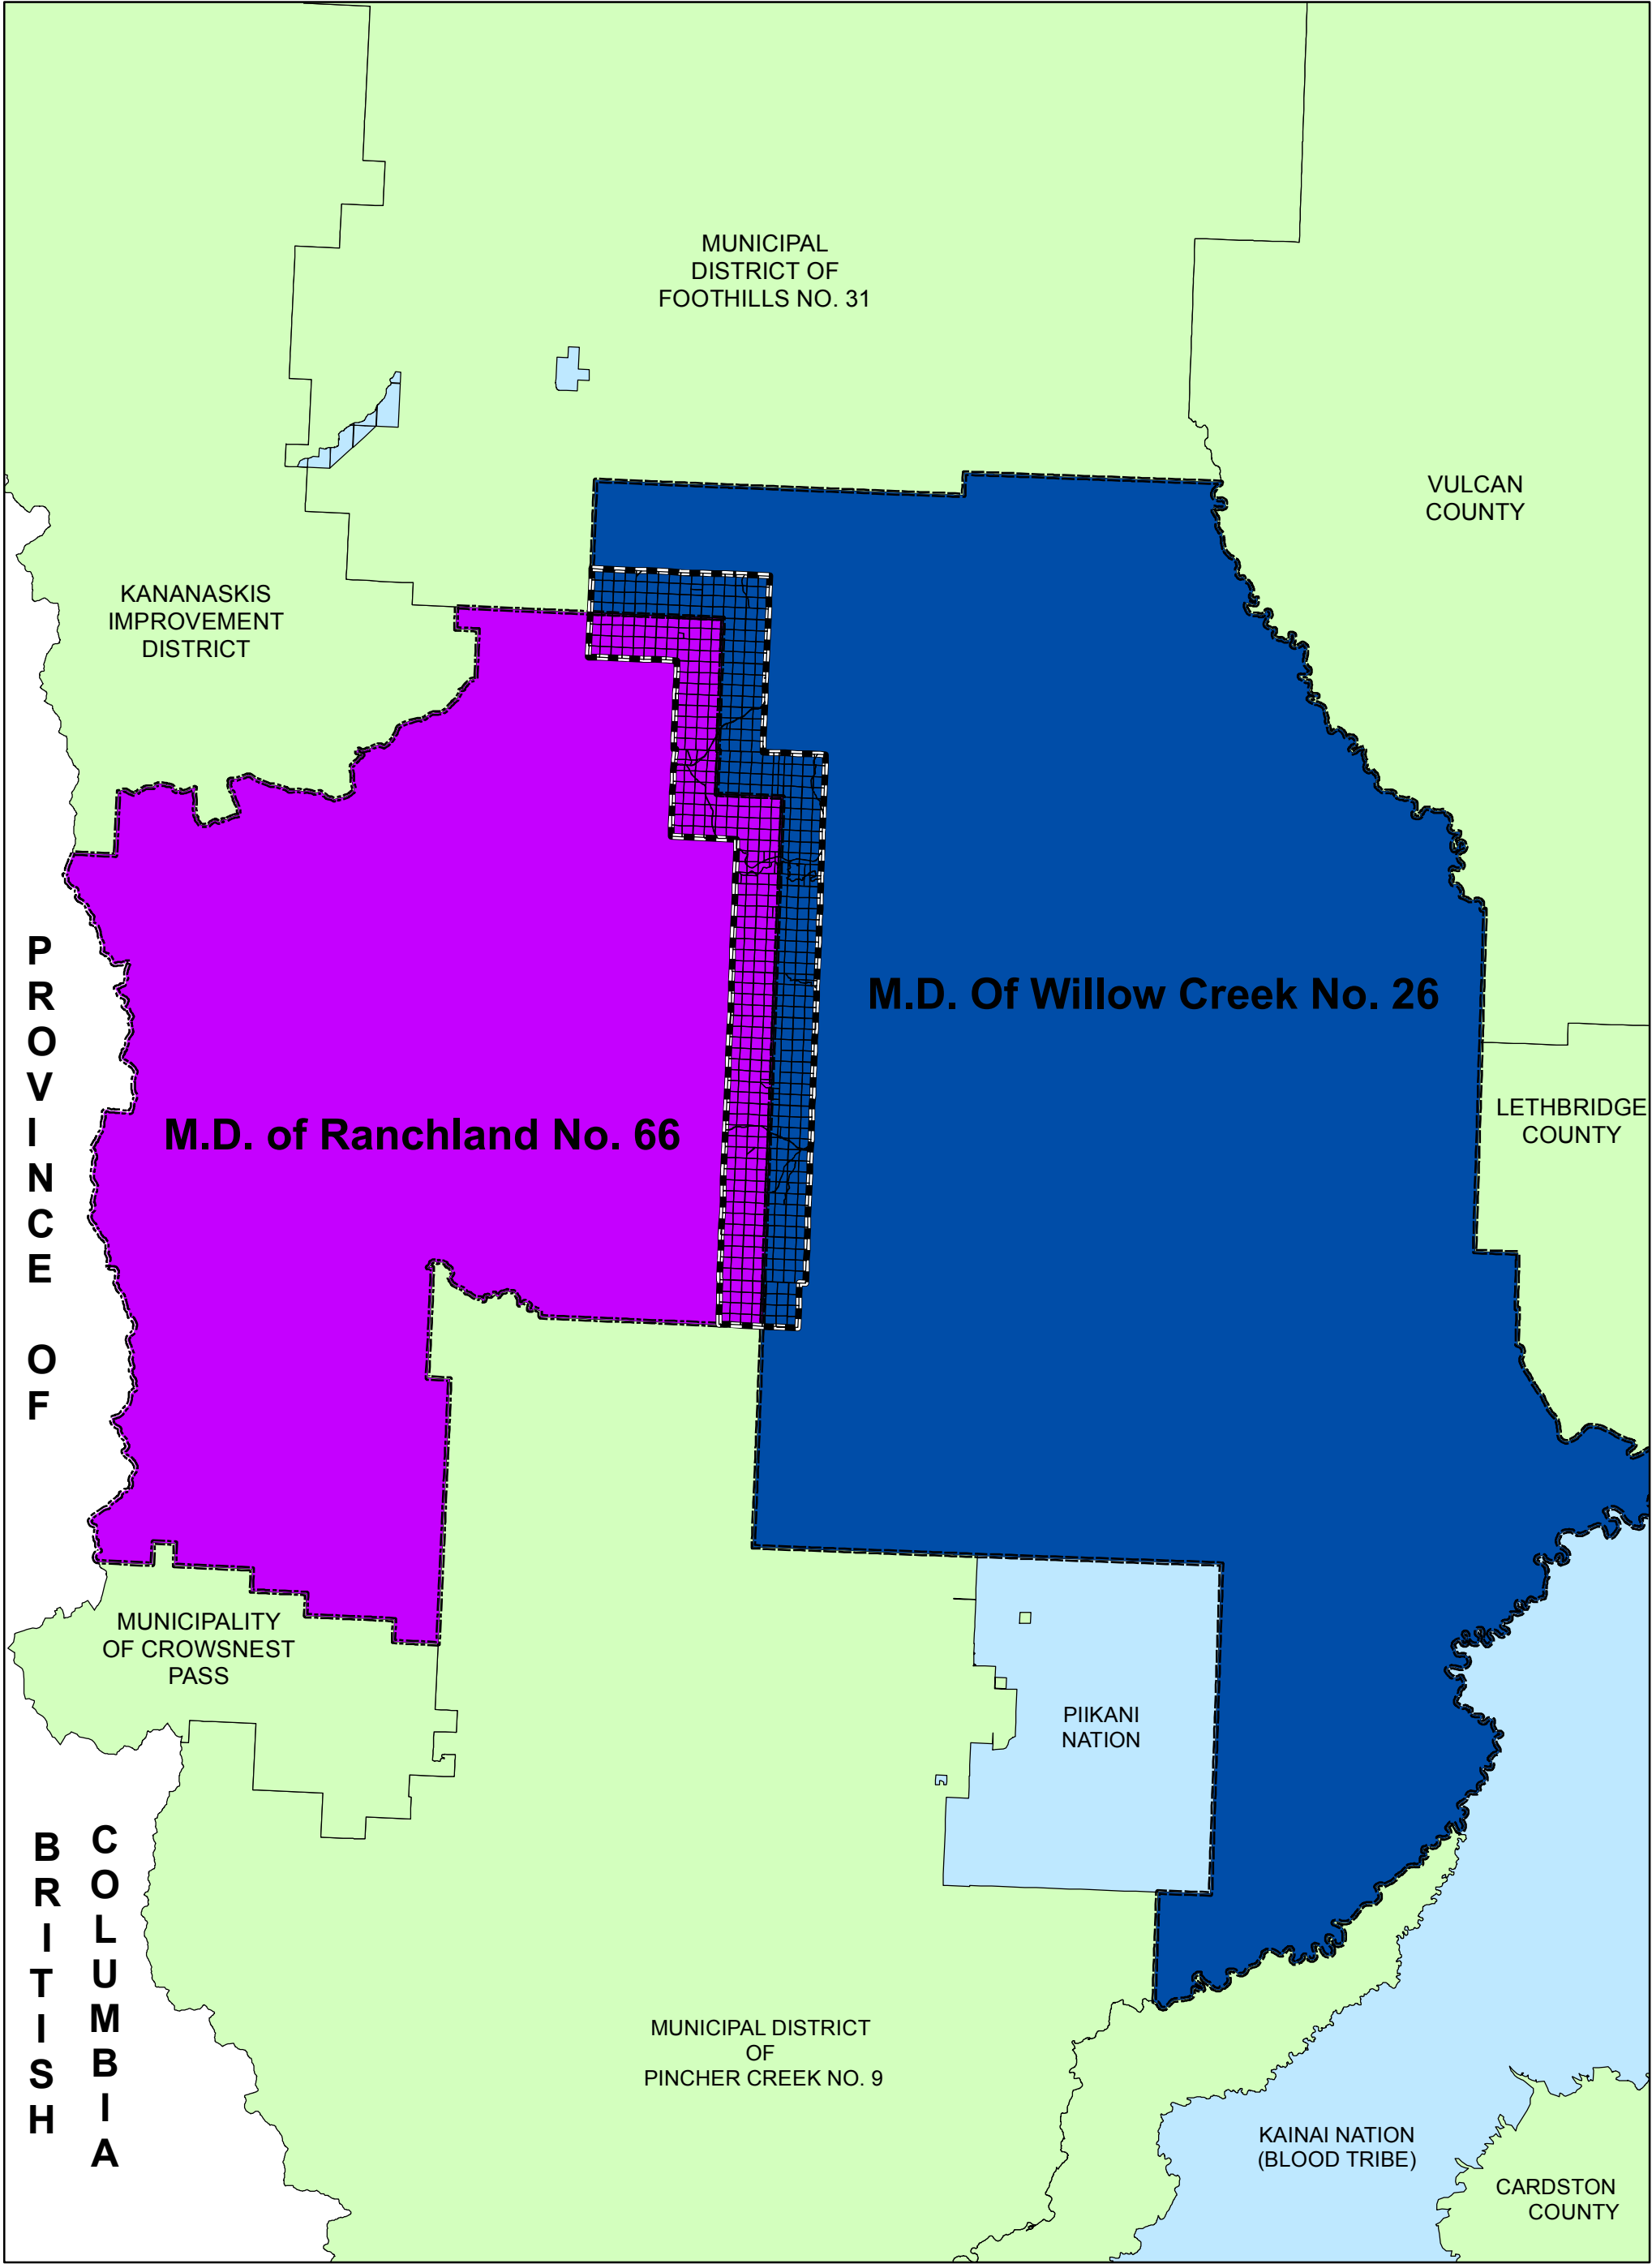 MUNICIPAL
DISTRICT OF
FOOTHILLS NO. 31
VULCAN
COUNTY
KANANASKIS
IMPROVEMENT
DISTRICT
M.D. Of Willow Creek No. 26
LETHBRIDGE
COUNTY
M.D. of Ranchland No. 66
PROVINCE OF
MUNICIPALITY
OF CROWSNEST
PASS
PIIKANI
NATION
BRITISH
COLUMBIA
MUNICIPAL DISTRICT
OF
PINCHER CREEK NO. 9
KAINAI NATION
(BLOOD TRIBE)
CARDSTON
COUNTY